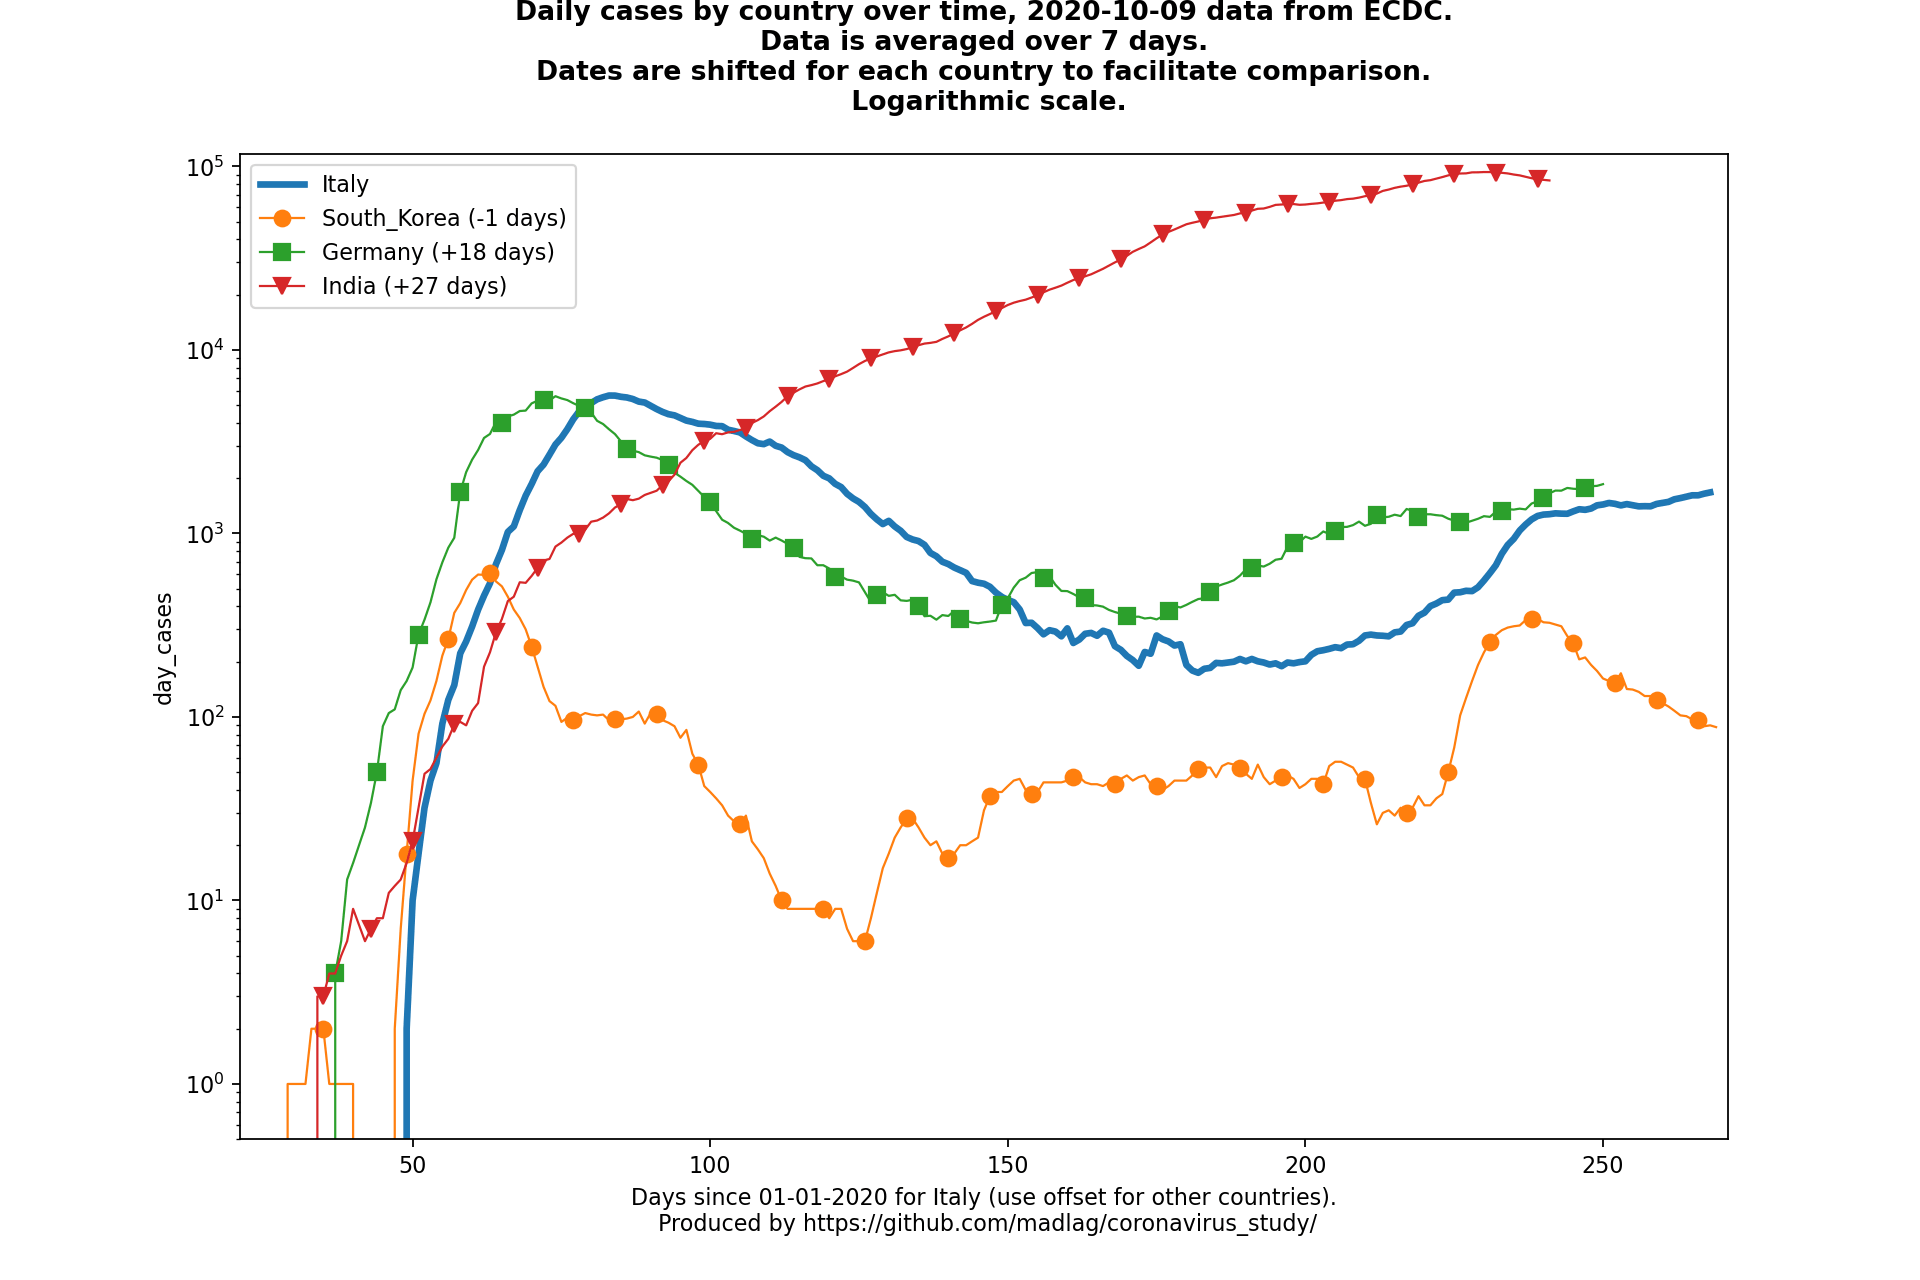 Daily cases by country over time, 2020-10-09 data from ECDC.
Data is averaged over 7 days.
Dates are shifted for each country to facilitate comparison.
Logarithmic scale.
Italy
South_Korea (-1 days)
Germany (+18 days)
India (+27 days)
10⁵
10⁴
10³
10²
10¹
10⁰
day_cases
50 100 150 200 250
Days since 01-01-2020 for Italy (use offset for other countries).
Produced by https://github.com/madlag/coronavirus_study/